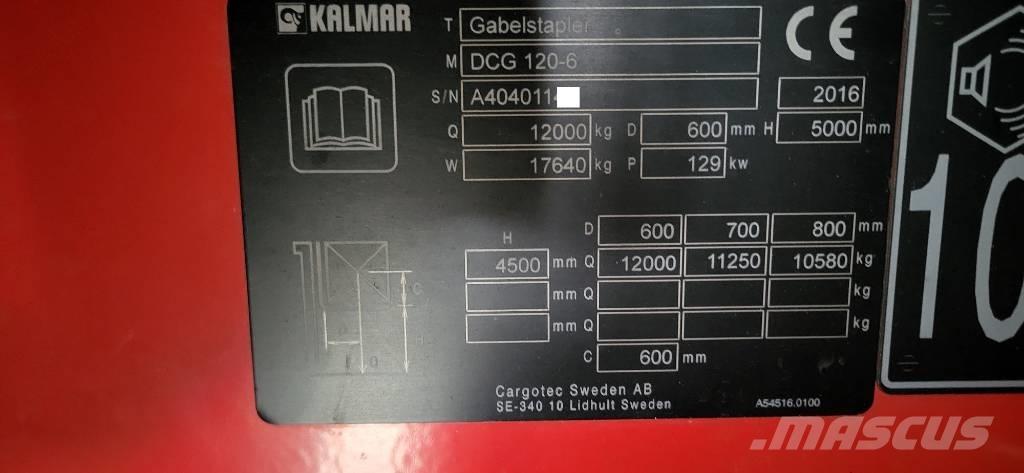 KALMAR
T Gabelstapler
M DCG 120-6
S/N A404011 2016
Q 12000 kg D 600 mm H 5000 mm
W 17640 kg P 129 kw
H D 600 700 800 mm
4500 mm Q 12000 11250 10580 kg
mm Q kg
mm Q kg
C 600 mm
C
H
D
Q
Cargotec Sweden AB
SE-340 10 Lidhult Sweden A54516.0100
CE
10
MASCUS